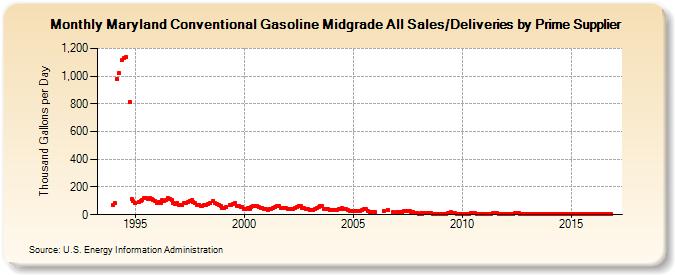 Monthly Maryland Conventional Gasoline Midgrade All Sales/Deliveries by Prime Supplier
Thousand Gallons per Day
1,200
1,000
800
600
400
200
0
1995 2000 2005 2010 2015
Source: U.S. Energy Information Administration